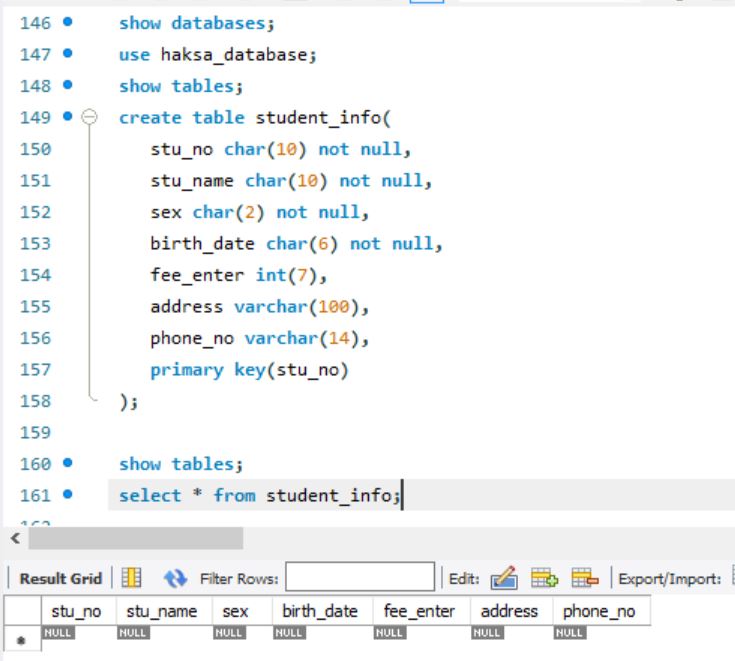 146 show databases;
147 use haksa_database;
148 show tables;
149 create table student_info(
150 stu_no char(10) not null,
151 stu_name char(10) not null,
152 sex char(2) not null,
153 birth_date char(6) not null,
154 fee_enter int(7),
155 address varchar(100),
156 phone_no varchar(14),
157 primary key(stu_no)
158 );
159
160 show tables;
161 select * from student_info;
Result Grid Filter Rows: Edit: Export/Import:
stu_no stu_name sex birth_date fee_enter address phone_no
* NULL NULL NULL NULL NULL NULL NULL